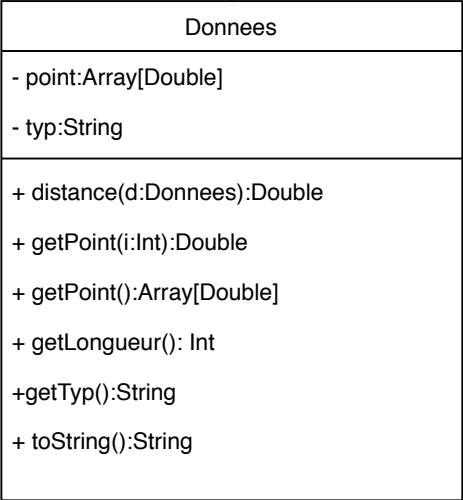 Donnees
- point:Array[Double]
- typ:String
+ distance(d:Donnees):Double
+ getPoint(i:Int):Double
+ getPoint():Array[Double]
+ getLongueur(): Int
+getTyp():String
+ toString():String